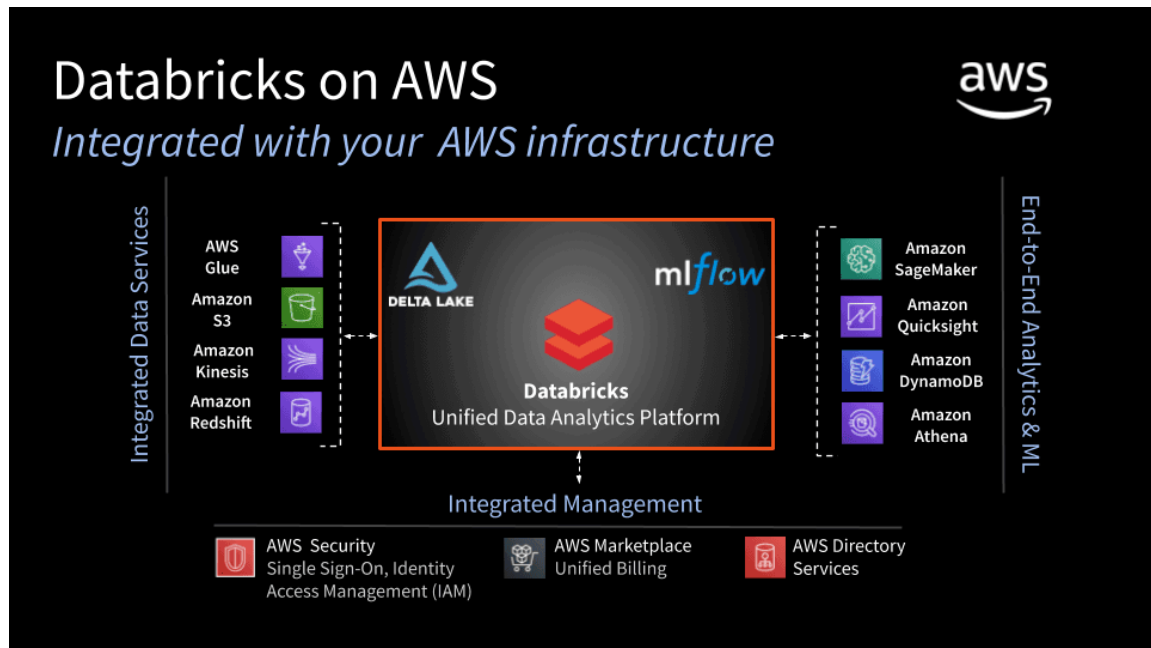 Databricks on AWS
aws
Integrated with your AWS infrastructure
Integrated Data Services
AWS
Glue
Amazon
S3
Amazon
Kinesis
Amazon
Redshift
DELTA LAKE
mlflow
Databricks
Unified Data Analytics Platform
Amazon
SageMaker
Amazon
Quicksight
Amazon
DynamoDB
Amazon
Athena
End-to-End Analytics & ML
Integrated Management
AWS Security
Single Sign-On, Identity
Access Management (IAM)
AWS Marketplace
Unified Billing
AWS Directory
Services